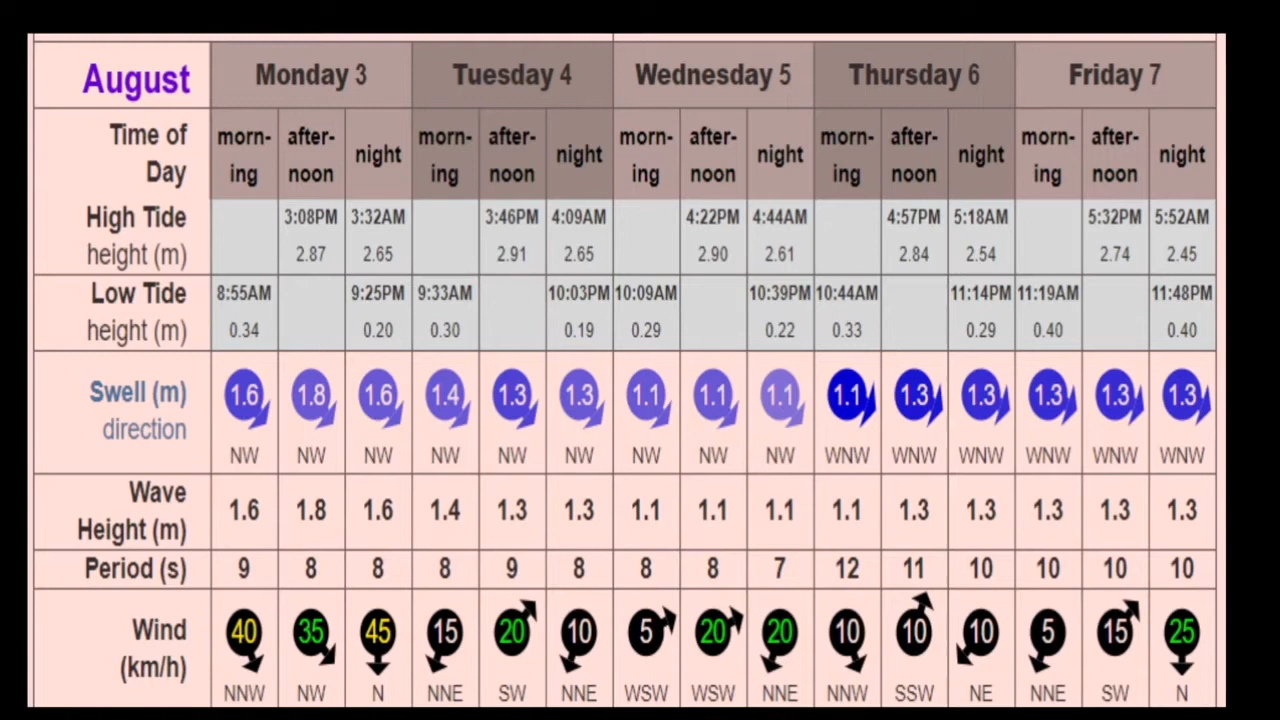 August Monday 3 Tuesday 4 Wednesday 5 Thursday 6 Friday 7
Time of morn- after- night morn- after- night morn- after- night morn- after- night morn- after- night
Day ing noon ing noon ing noon ing noon ing noon
High Tide 3:08PM 3:32AM 3:46PM 4:09AM 4:22PM 4:44AM 4:57PM 5:18AM 5:32PM 5:52AM
height (m) 2.87 2.65 2.91 2.65 2.90 2.61 2.84 2.54 2.74 2.45
Low Tide 8:55AM 9:25PM 9:33AM 10:03PM 10:09AM 10:39PM 10:44AM 11:14PM 11:19AM 11:48PM
height (m) 0.34 0.20 0.30 0.19 0.29 0.22 0.33 0.29 0.40 0.40
Swell (m) 1.6 1.8 1.6 1.4 1.3 1.3 1.1 1.1 1.1 1.1 1.3 1.3 1.3 1.3 1.3
direction NW NW NW NW NW NW NW NW NW WNW WNW WNW WNW WNW WNW
Wave
Height (m) 1.6 1.8 1.6 1.4 1.3 1.3 1.1 1.1 1.1 1.1 1.3 1.3 1.3 1.3 1.3
Period (s) 9 8 8 8 9 8 8 8 7 12 11 10 10 10 10
Wind 40 35 45 15 20 10 5 20 20 10 10 10 5 15 25
(km/h) NNW NW N NNE SW NNE WSW WSW NNE NNW SSW NE NNE SW N